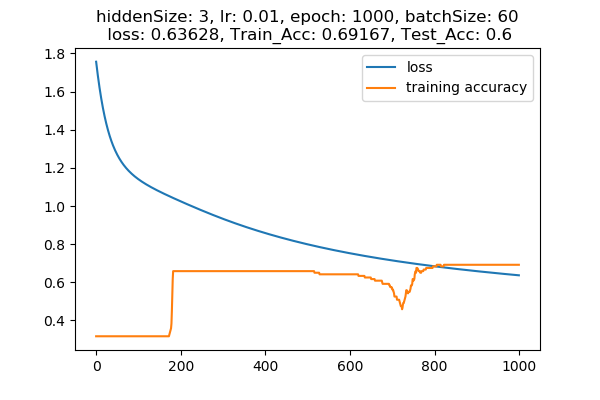 hiddenSize: 3, lr: 0.01, epoch: 1000, batchSize: 60
loss: 0.63628, Train_Acc: 0.69167, Test_Acc: 0.6
loss
training accuracy
1.8
1.6
1.4
1.2
1.0
0.8
0.6
0.4
0 200 400 600 800 1000